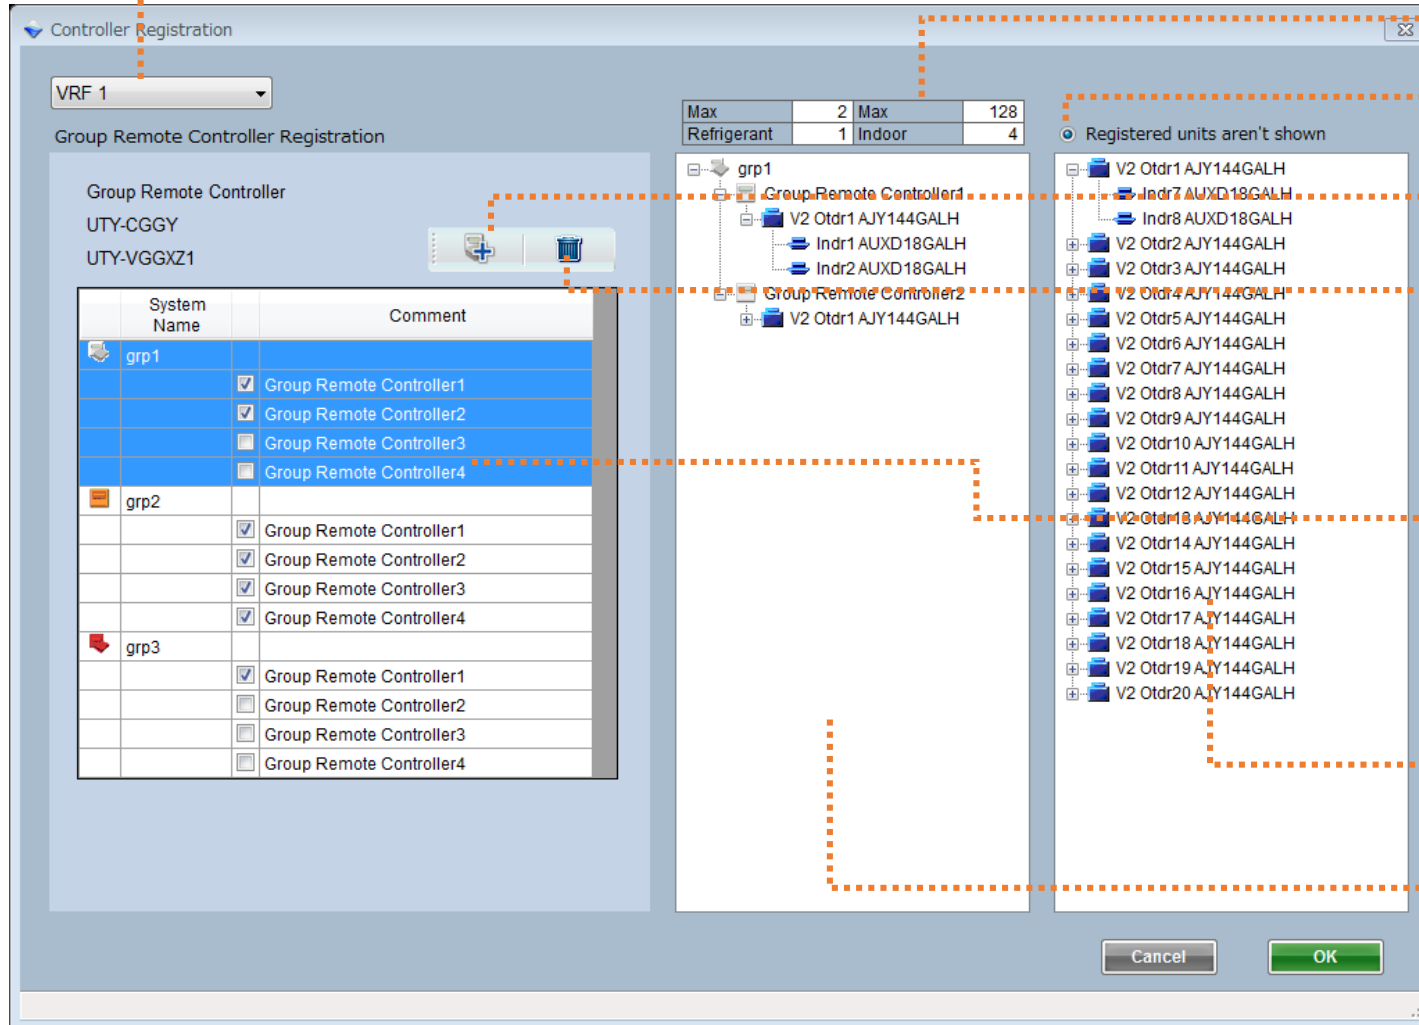 Controller Registration
VRF 1
Group Remote Controller Registration
Group Remote Controller
UTY-CGGY
UTY-VGGXZ1
System Name Comment
grp1
Group Remote Controller1
Group Remote Controller2
Group Remote Controller3
Group Remote Controller4
grp2
Group Remote Controller1
Group Remote Controller2
Group Remote Controller3
Group Remote Controller4
grp3
Group Remote Controller1
Group Remote Controller2
Group Remote Controller3
Group Remote Controller4
Max 2 Max 128
Refrigerant 1 Indoor 4
grp1
Group Remote Controller1
V2 Otdr1 AJY144GALH
Indr1 AUXD18GALH
Indr2 AUXD18GALH
Group Remote Controller2
V2 Otdr1 AJY144GALH
Registered units aren't shown
V2 Otdr1 AJY144GALH
Indr7 AUXD18GALH
Indr8 AUXD18GALH
V2 Otdr2 AJY144GALH
V2 Otdr3 AJY144GALH
V2 Otdr4 AJY144GALH
V2 Otdr5 AJY144GALH
V2 Otdr6 AJY144GALH
V2 Otdr7 AJY144GALH
V2 Otdr8 AJY144GALH
V2 Otdr9 AJY144GALH
V2 Otdr10 AJY144GALH
V2 Otdr11 AJY144GALH
V2 Otdr12 AJY144GALH
V2 Otdr13 AJY144GALH
V2 Otdr14 AJY144GALH
V2 Otdr15 AJY144GALH
V2 Otdr16 AJY144GALH
V2 Otdr17 AJY144GALH
V2 Otdr18 AJY144GALH
V2 Otdr19 AJY144GALH
V2 Otdr20 AJY144GALH
Cancel OK